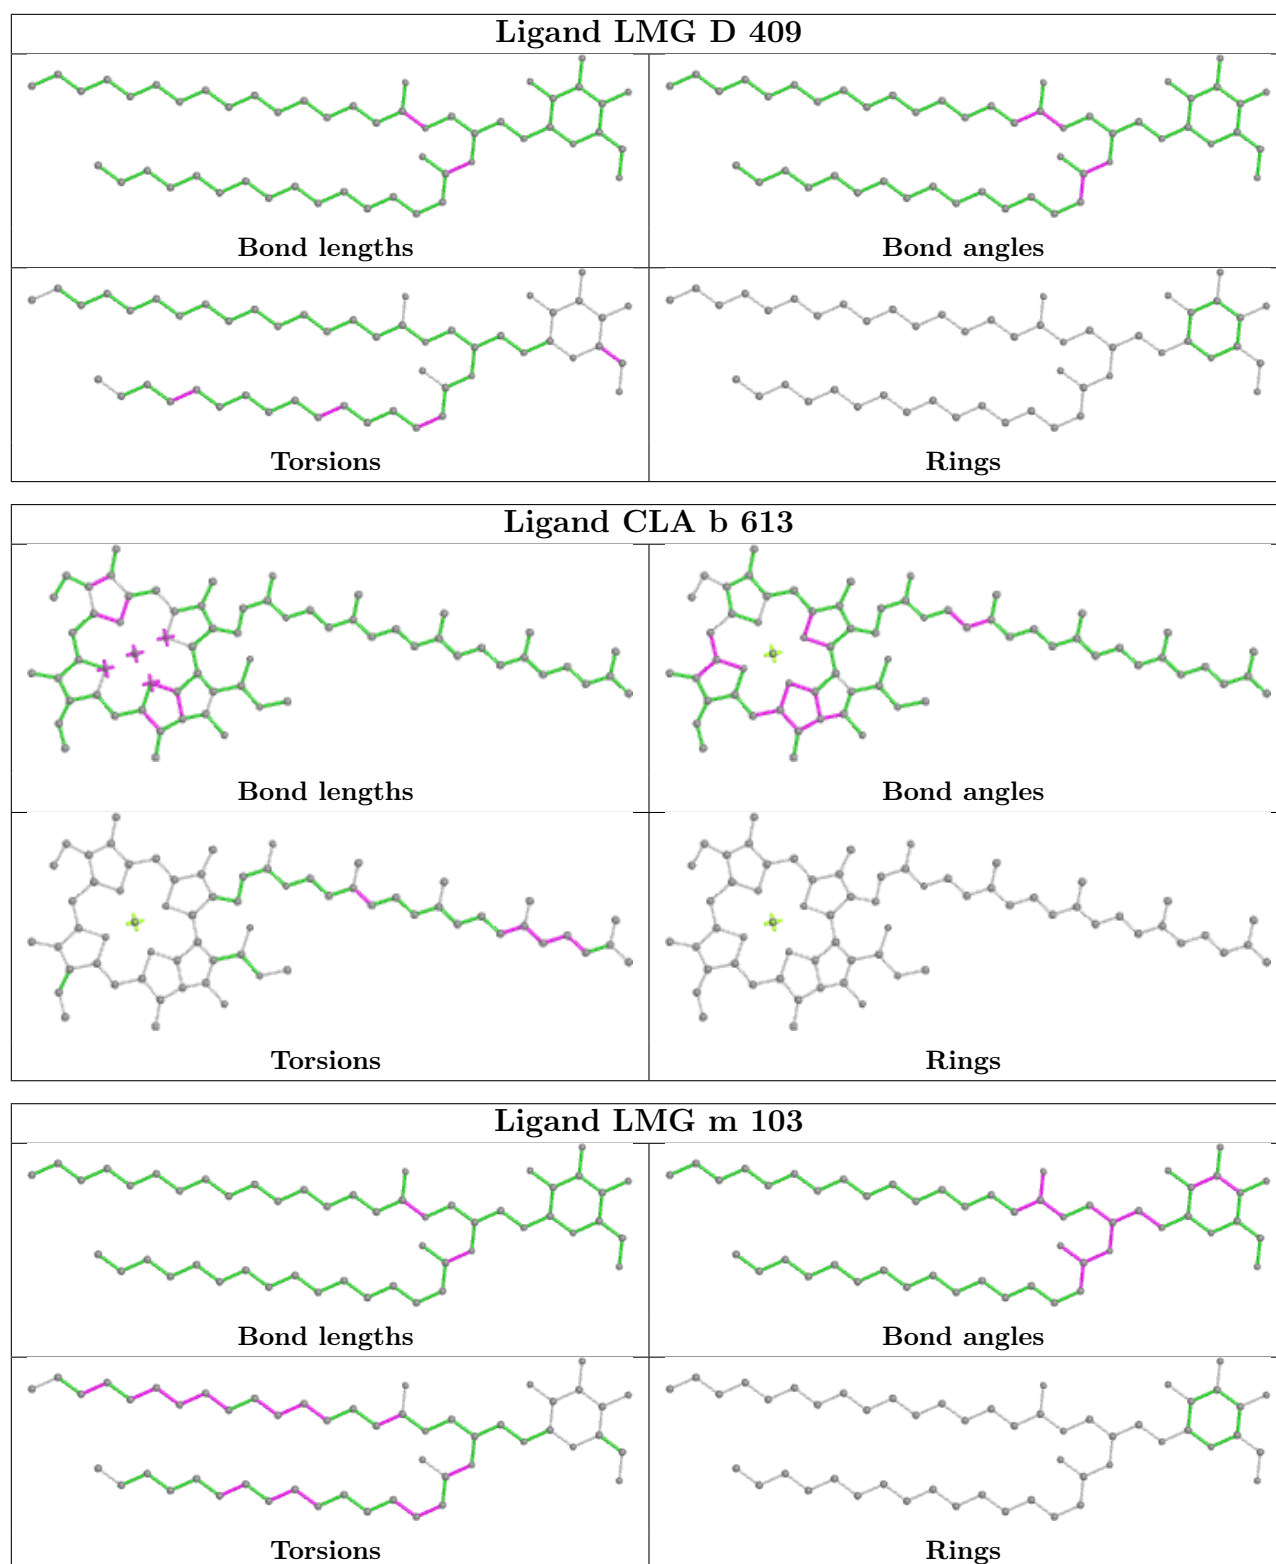 Ligand LMG D 409
Bond lengths
Bond angles
Torsions
Rings
Ligand CLA b 613
Bond lengths
Bond angles
Torsions
Rings
Ligand LMG m 103
Bond lengths
Bond angles
Torsions
Rings